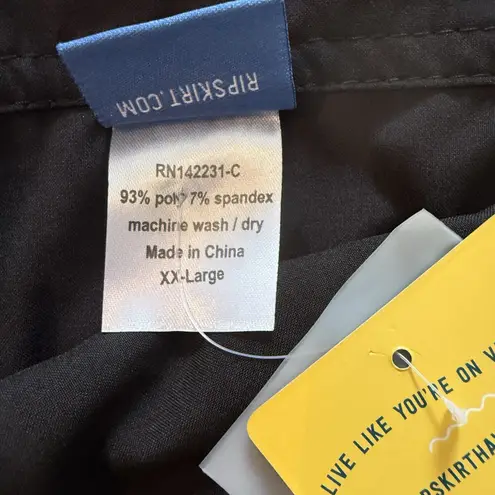 RIPSKIRT.COM
RN142231-C
93% poly 7% spandex
machine wash / dry
Made in China
XX-Large
LIVE LIKE YOU'RE ON